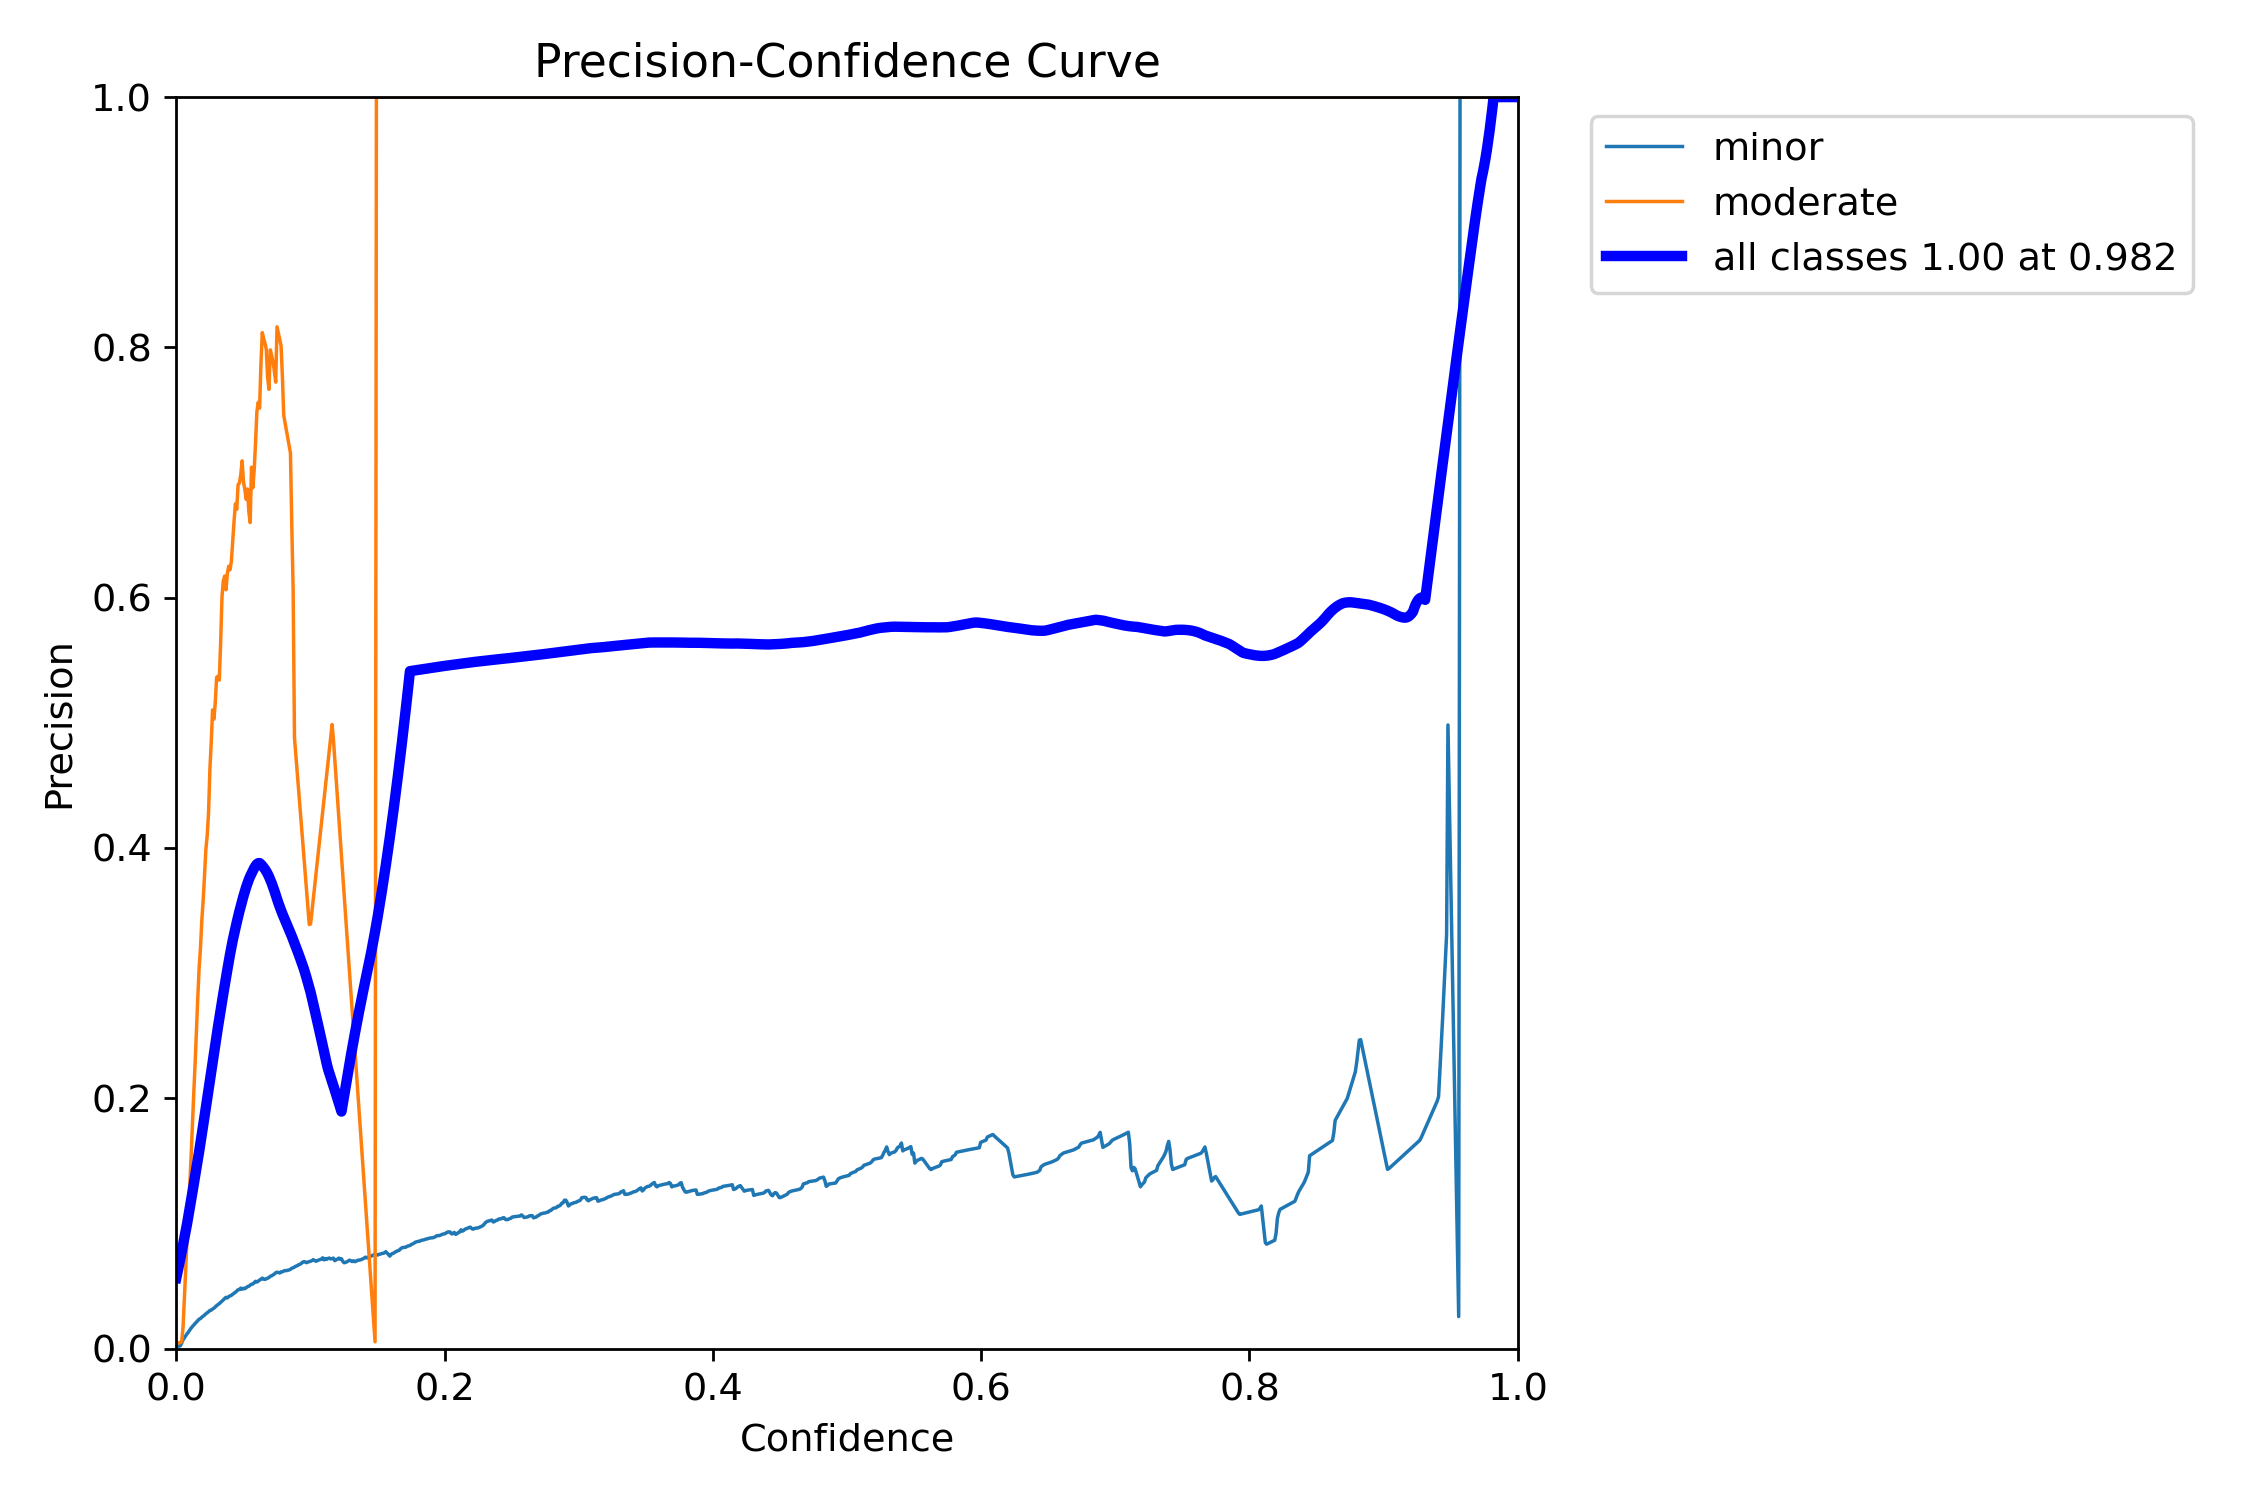 Precision-Confidence Curve
1.0
0.8
0.6
0.4
0.2
0.0
Precision
0.0 0.2 0.4 0.6 0.8 1.0
Confidence
minor
moderate
all classes 1.00 at 0.982